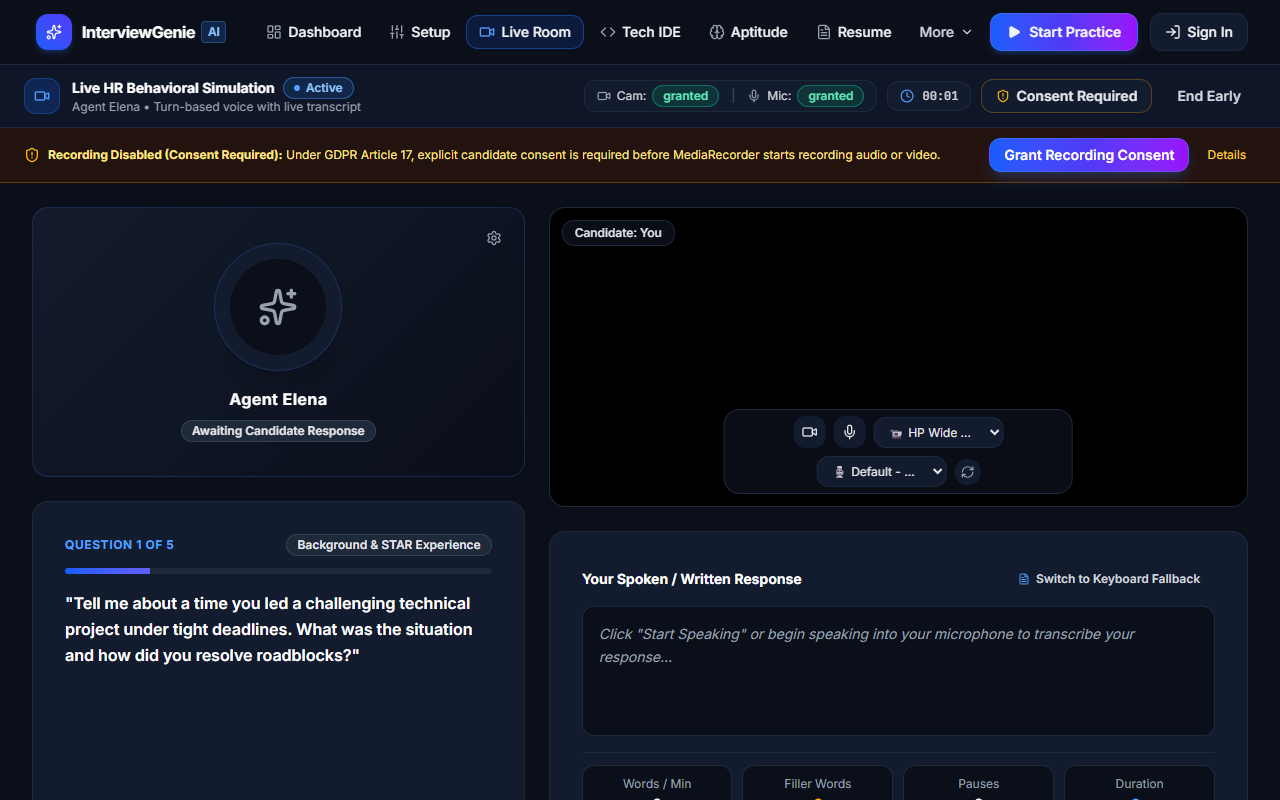 InterviewGenie AI
Dashboard
Setup
Live Room
Tech IDE
Aptitude
Resume
More
Start Practice
Sign In
Live HR Behavioral Simulation
Active
Agent Elena • Turn-based voice with live transcript
Cam: granted
Mic: granted
00:01
Consent Required
End Early
Recording Disabled (Consent Required): Under GDPR Article 17, explicit candidate consent is required before MediaRecorder starts recording audio or video.
Grant Recording Consent
Details
Agent Elena
Awaiting Candidate Response
Candidate: You
HP Wide ...
Default - ...
QUESTION 1 OF 5
Background & STAR Experience
"Tell me about a time you led a challenging technical
project under tight deadlines. What was the situation
and how did you resolve roadblocks?"
Your Spoken / Written Response
Switch to Keyboard Fallback
Click "Start Speaking" or begin speaking into your microphone to transcribe your
response...
Words / Min
Filler Words
Pauses
Duration